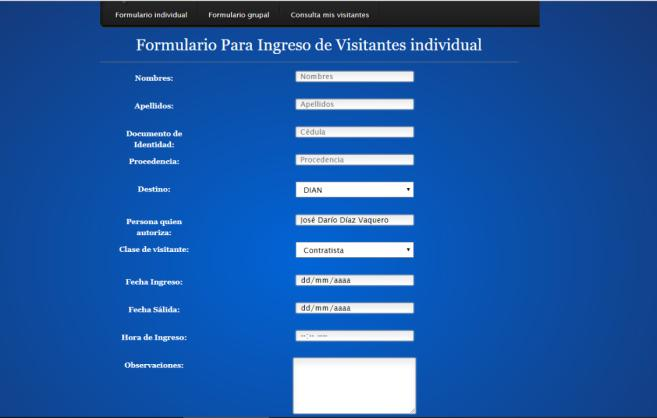 Formulario individual Formulario grupal Consulta mis visitantes
Formulario Para Ingreso de Visitantes individual
Nombres: Nombres
Apellidos: Apellidos
Documento de Identidad: Cédula
Procedencia: Procedencia
Destino: DIAN
Persona quien autoriza: José Darío Díaz Vaquero
Clase de visitante: Contratista
Fecha Ingreso: dd/mm/aaaa
Fecha Sálida: dd/mm/aaaa
Hora de Ingreso: --:-- ----
Observaciones: